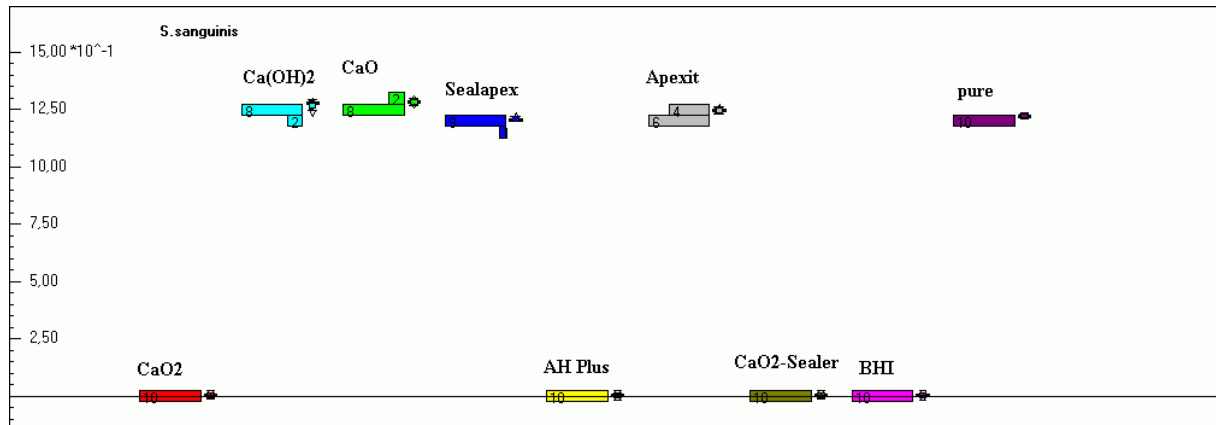 S.sanguinis
15,00 *10^-1
Ca(OH)2
CaO
Sealapex
Apexit
pure
12,50
8
2
8
2
9
4
6
10
10,00
7,50
5,00
2,50
CaO2
AH Plus
CaO2-Sealer
BHI
10
10
10
10